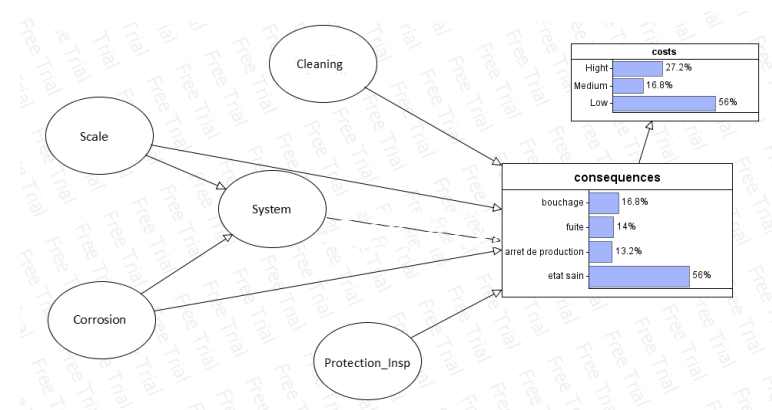 Cleaning
costs
Hight
27.2%
Medium
16.8%
Low
56%
Scale
System
consequences
bouchage
16.8%
fuite
14%
arret de production
13.2%
etat sain
56%
Corrosion
Protection_Insp
Free Trial